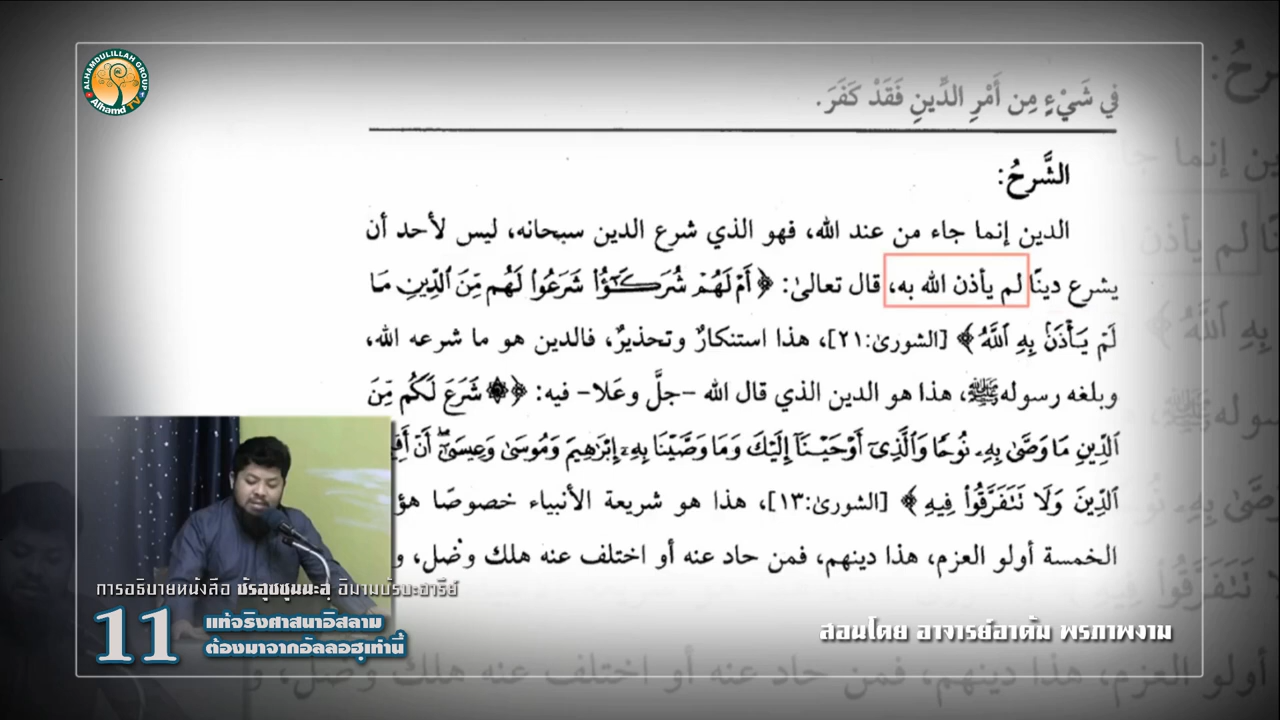 ALHAMDULILLAH GROUP
Alhamd TV
في شَيْءٍ مِن أَمْرِ الدِّينِ فَقَدْ كَفَرَ.
الشَّرحُ:
الدين إنما جاء من عند الله، فهو الذي شرع الدين سبحانه، ليس لأحد أن
يشرع دينًا لم يأذن الله به، قال تعالىٰ: ﴿أَمْ لَهُمْ شُرَكَٰٓؤُا۟ شَرَعُوا۟ لَهُم مِّنَ ٱلدِّينِ مَا
لَمْ يَأْذَنۢ بِهِ ٱللَّهُ﴾ [الشورىٰ:٢١]، هذا استنكارٌ وتحذيرٌ، فالدين هو ما شرعه الله،
وبلغه رسوله ﷺ، هذا هو الدين الذي قال الله -جلَّ وعَلا- فيه: ﴿۞ شَرَعَ لَكُم مِّنَ
ٱلدِّينِ مَا وَصَّىٰ بِهِۦ نُوحًا وَٱلَّذِىٓ أَوْحَيْنَآ إِلَيْكَ وَمَا وَصَّيْنَا بِهِۦٓ إِبْرَٰهِيمَ وَمُوسَىٰ وَعِيسَىٰٓ ۖ أَنْ
ٱلدِّينَ وَلَا تَتَفَرَّقُوا۟ فِيهِ﴾ [الشورىٰ:١٣]، هذا هو شريعة الأنبياء خصوصًا
الخمسة أولو العزم، هذا دينهم، فمن حاد عنه أو اختلف عنه هلك وضل،
การอธิบายหนังสือ ชัรฮุซซุนนะฮฺ อิมามบัรบะฮารีย์
11
แท้จริงศาสนาอิสลาม
ต้องมาจากอัลลอฮฺเท่านี้
สอนโดย อาจารย์อาดัม พรภาพงาม